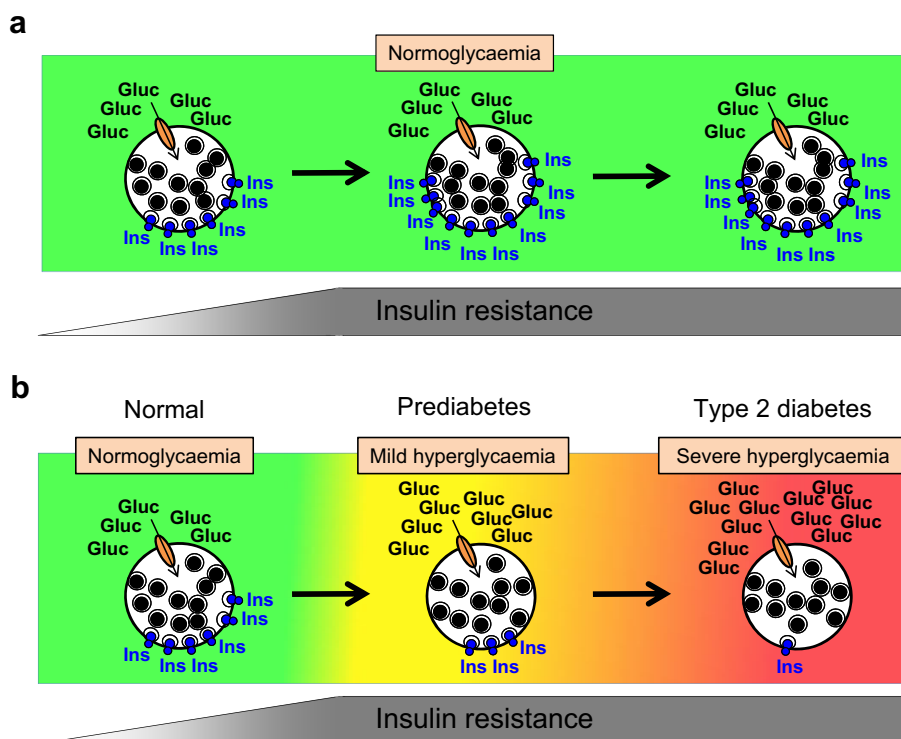 a
Normoglycaemia
Gluc
Gluc
Gluc
Gluc
Gluc
Ins
Ins
Ins
Ins
Ins Ins
Gluc
Gluc
Gluc
Gluc
Gluc
Ins
Ins
Ins
Ins
Ins
Ins
Ins
Ins
Ins Ins
Gluc
Gluc
Gluc
Gluc
Gluc
Ins
Ins
Ins
Ins
Ins
Ins
Ins
Ins
Ins Ins
Insulin resistance
b
Normal
Prediabetes
Type 2 diabetes
Normoglycaemia
Mild hyperglycaemia
Severe hyperglycaemia
Gluc
Gluc
Gluc
Gluc
Gluc
Ins
Ins
Ins
Ins
Ins Ins
Gluc
Gluc
Gluc
Gluc
Gluc
Gluc
Gluc
Gluc
Gluc
Ins
Ins Ins
Gluc
Gluc
Gluc
Gluc
Gluc
Gluc
Gluc
Gluc
Gluc
Gluc
Gluc
Gluc
Gluc
Ins
Insulin resistance